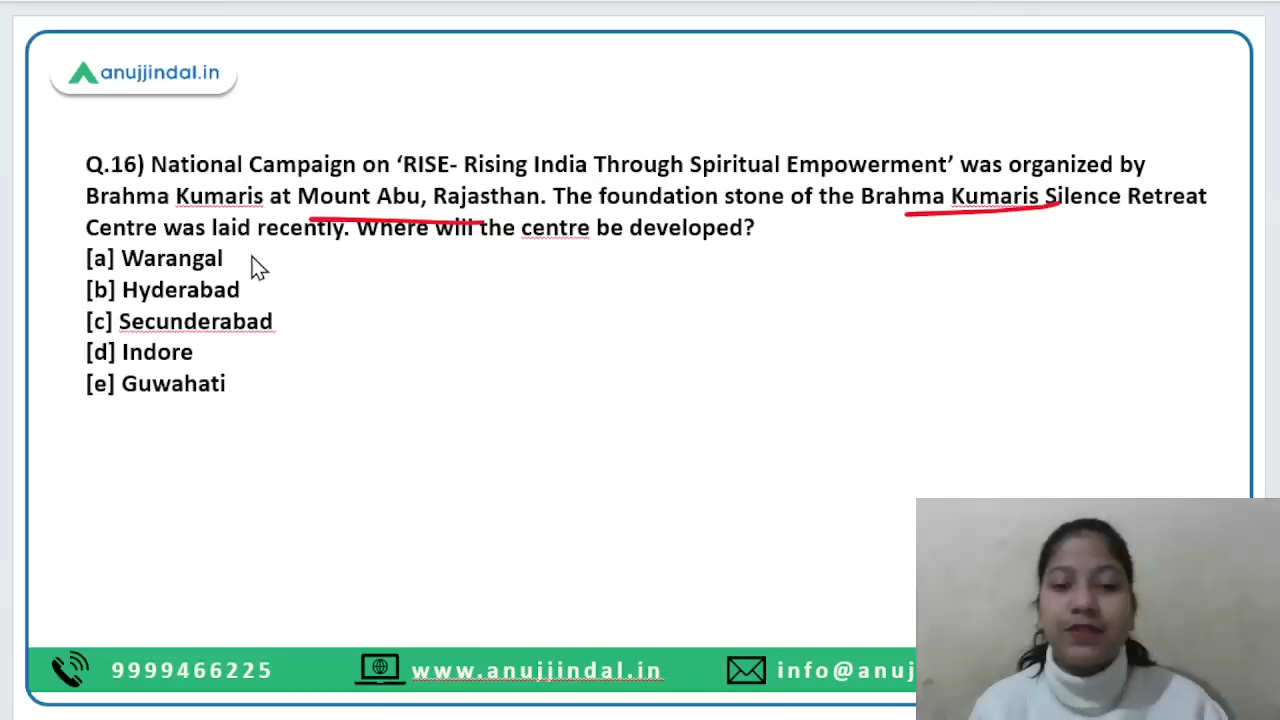 anujjindal.in
Q.16) National Campaign on ‘RISE- Rising India Through Spiritual Empowerment’ was organized by
Brahma Kumaris at Mount Abu, Rajasthan. The foundation stone of the Brahma Kumaris Silence Retreat
Centre was laid recently. Where will the centre be developed?
[a] Warangal
[b] Hyderabad
[c] Secunderabad
[d] Indore
[e] Guwahati
9999466225 www.anujjindal.in info@anuj